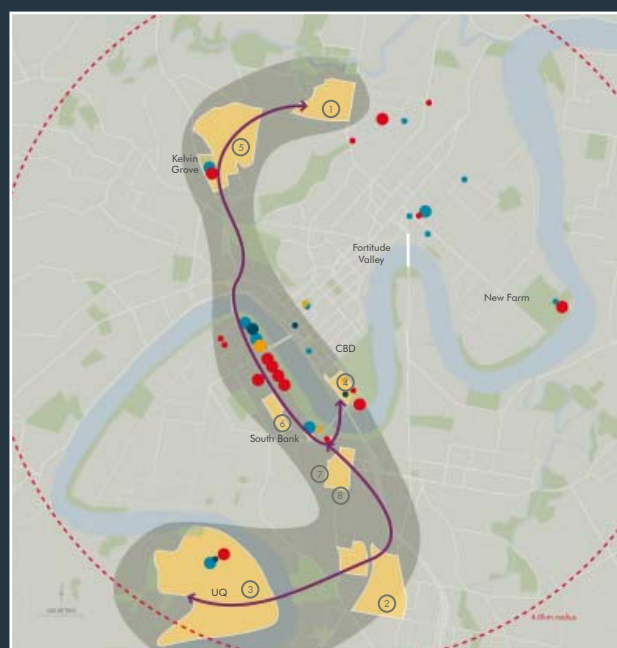 1
5
Kelvin
Grove
Fortitude
Valley
New Farm
CBD
4
6
South Bank
7
8
UQ
3
2